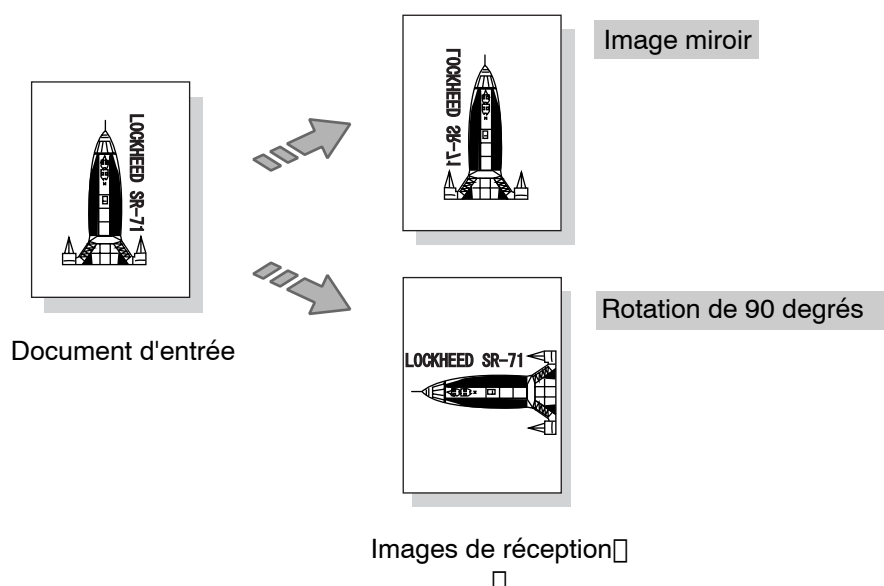 Image miroir
LOCKHEED SR-71
LOCKHEED SR-71
Rotation de 90 degrés
Document d'entrée
LOCKHEED SR-71
Images de réception